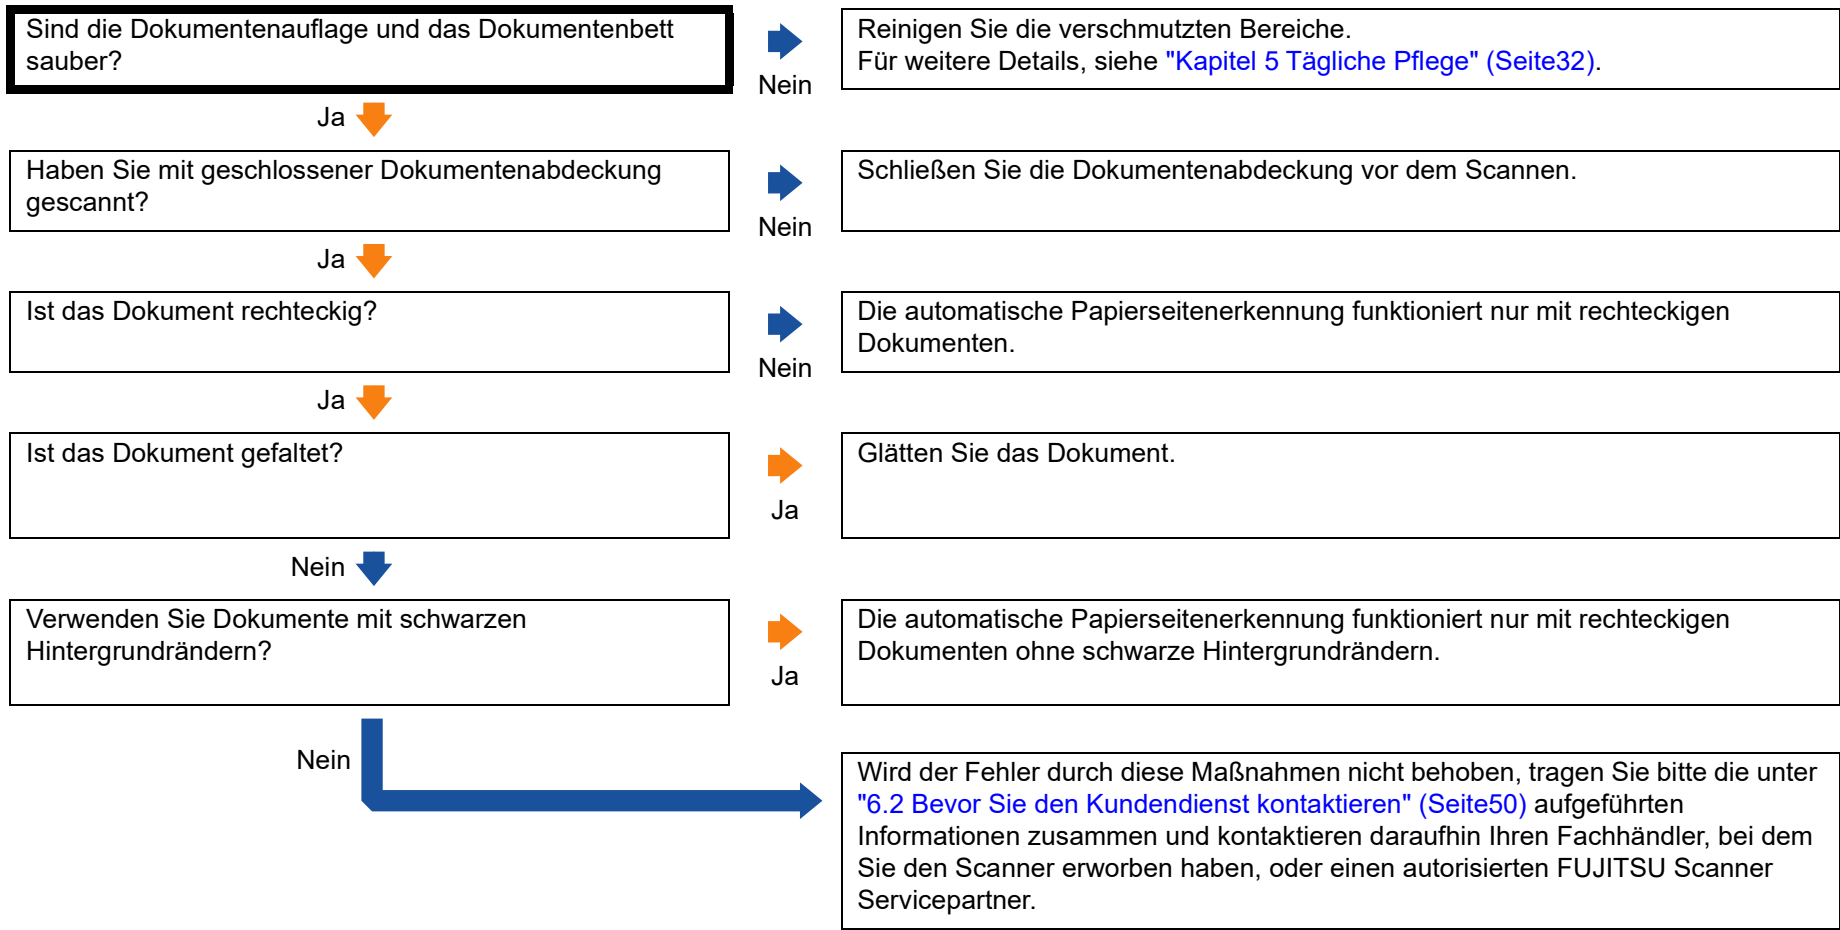 Sind die Dokumentenauflage und das Dokumentenbett
sauber?
Nein
Reinigen Sie die verschmutzten Bereiche.
Für weitere Details, siehe "Kapitel 5 Tägliche Pflege" (Seite32).
Ja
Haben Sie mit geschlossener Dokumentenabdeckung
gescannt?
Nein
Schließen Sie die Dokumentenabdeckung vor dem Scannen.
Ja
Ist das Dokument rechteckig?
Nein
Die automatische Papierseitenerkennung funktioniert nur mit rechteckigen
Dokumenten.
Ja
Ist das Dokument gefaltet?
Ja
Glätten Sie das Dokument.
Nein
Verwenden Sie Dokumente mit schwarzen
Hintergrundrändern?
Ja
Die automatische Papierseitenerkennung funktioniert nur mit rechteckigen
Dokumenten ohne schwarze Hintergrundrändern.
Nein
Wird der Fehler durch diese Maßnahmen nicht behoben, tragen Sie bitte die unter
"6.2 Bevor Sie den Kundendienst kontaktieren" (Seite50) aufgeführten
Informationen zusammen und kontaktieren daraufhin Ihren Fachhändler, bei dem
Sie den Scanner erworben haben, oder einen autorisierten FUJITSU Scanner
Servicepartner.